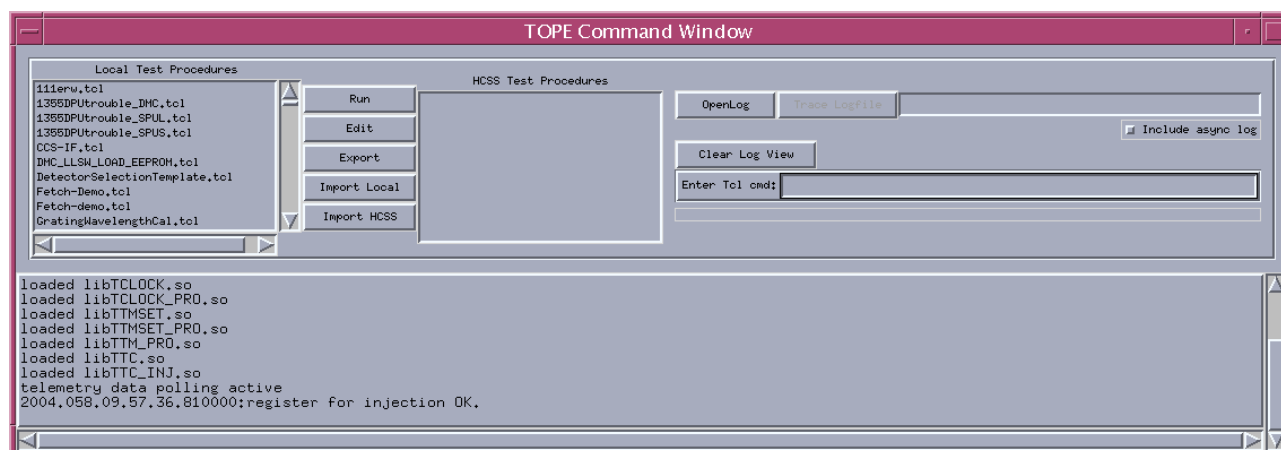 TOPE Command Window
Local Test Procedures
111erw.tcl
1355DPUtrouble_DMC.tcl
1355DPUtrouble_SPUL.tcl
1355DPUtrouble_SPUS.tcl
CCS-IF.tcl
DMC_LLSW_LOAD_EEPROM.tcl
DetectorSelectionTemplate.tcl
Fetch-Demo.tcl
Fetch-demo.tcl
GratingWavelengthCal.tcl
Run
Edit
Export
Import Local
Import HCSS
HCSS Test Procedures
OpenLog
Trace Logfile
Include async log
Clear Log View
Enter Tcl cmd:
loaded libTCLOCK.so
loaded libTCLOCK_PRO.so
loaded libTTMSET.so
loaded libTTMSET_PRO.so
loaded libTTM_PRO.so
loaded libTTC.so
loaded libTTC_INJ.so
telemetry data polling active
2004.058.09.57.36.810000:register for injection OK.